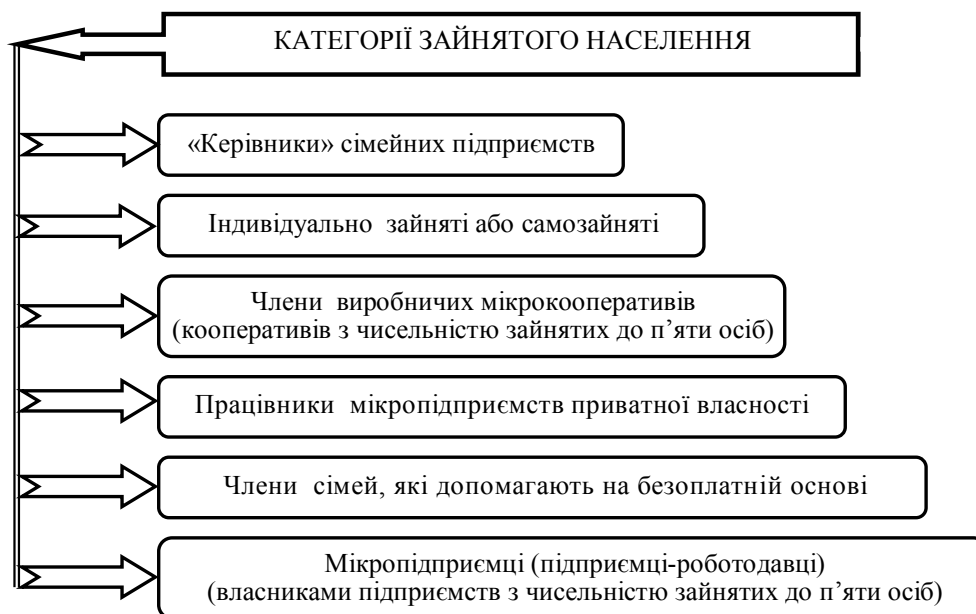 КАТЕГОРІЇ ЗАЙНЯТОГО НАСЕЛЕННЯ
«Керівники» сімейних підприємств
Індивідуально зайняті або самозайняті
Члени виробничих мікрокооперативів
(кооперативів з чисельністю зайнятих до п’яти осіб)
Працівники мікропідприємств приватної власності
Члени сімей, які допомагають на безоплатній основі
Мікропідприємці (підприємці-роботодавці)
(власниками підприємств з чисельністю зайнятих до п’яти осіб)